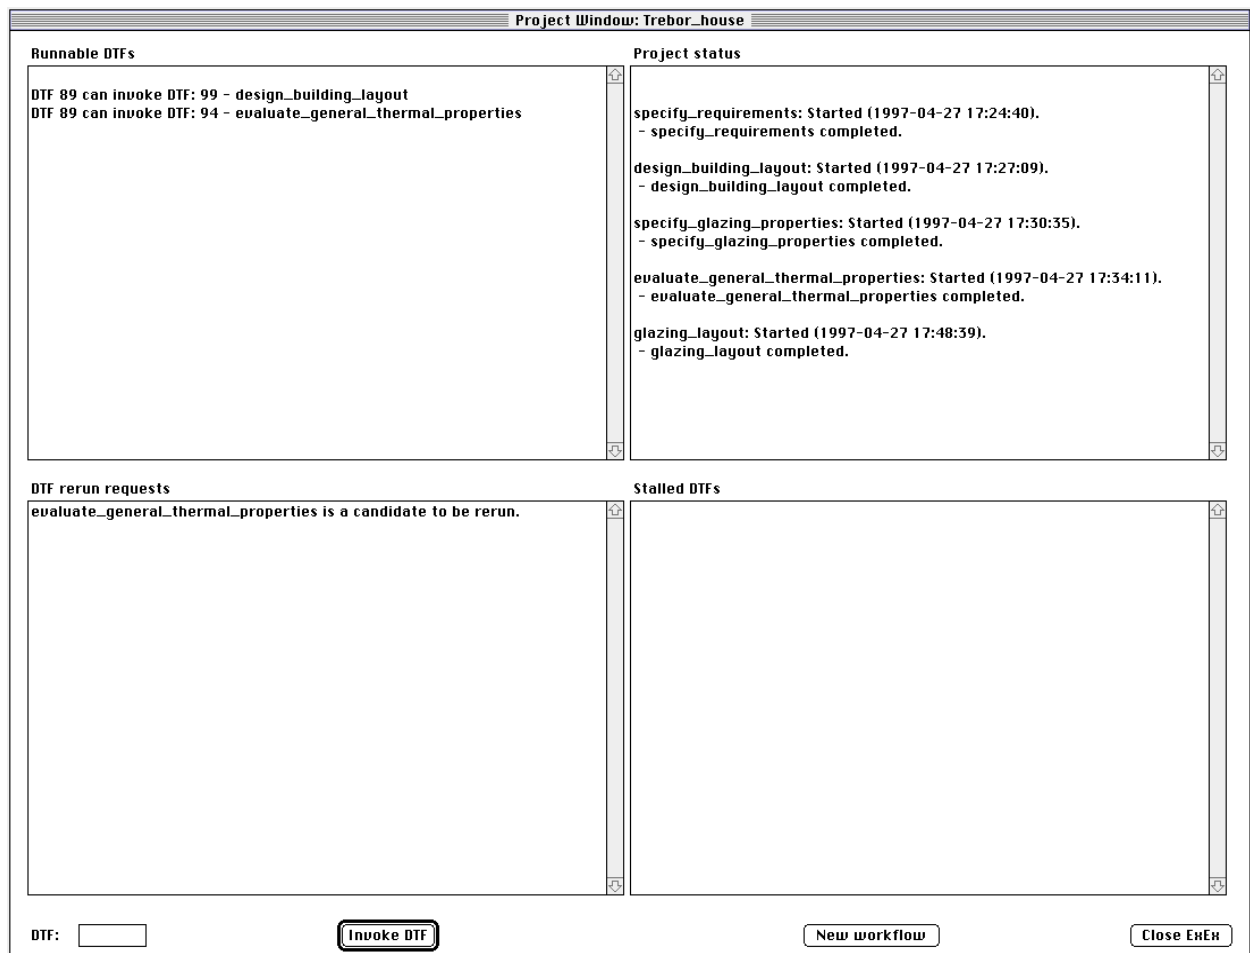 Project Window: Trebor_house
Runnable DTFs
DTF 89 can invoke DTF: 99 - design_building_layout
DTF 89 can invoke DTF: 94 - evaluate_general_thermal_properties
Project status
specify_requirements: Started (1997-04-27 17:24:40).
- specify_requirements completed.
design_building_layout: Started (1997-04-27 17:27:09).
- design_building_layout completed.
specify_glazing_properties: Started (1997-04-27 17:30:35).
- specify_glazing_properties completed.
evaluate_general_thermal_properties: Started (1997-04-27 17:34:11).
- evaluate_general_thermal_properties completed.
glazing_layout: Started (1997-04-27 17:48:39).
- glazing_layout completed.
DTF rerun requests
evaluate_general_thermal_properties is a candidate to be rerun.
Stalled DTFs
DTF:
Invoke DTF
New workflow
Close ExEx